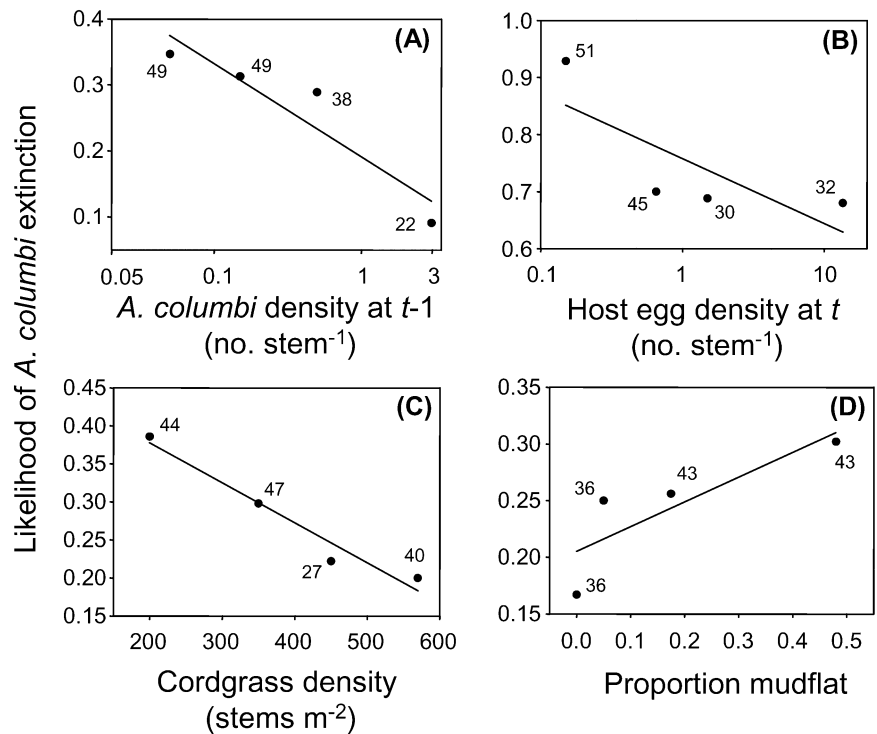 Likelihood of A. columbi extinction
(A)
0.4
0.3
0.2
0.1
49
49
38
22
0.05 0.1 1 3
A. columbi density at t-1
(no. stem-1)
(B)
1.0
0.9
0.8
0.7
0.6
51
45
30
32
0.1 1 10
Host egg density at t
(no. stem-1)
(C)
0.45
0.40
0.35
0.30
0.25
0.20
0.15
44
47
27
40
200 300 400 500 600
Cordgrass density
(stems m-2)
(D)
0.35
0.30
0.25
0.20
0.15
36
36
43
43
0.0 0.1 0.2 0.3 0.4 0.5
Proportion mudflat